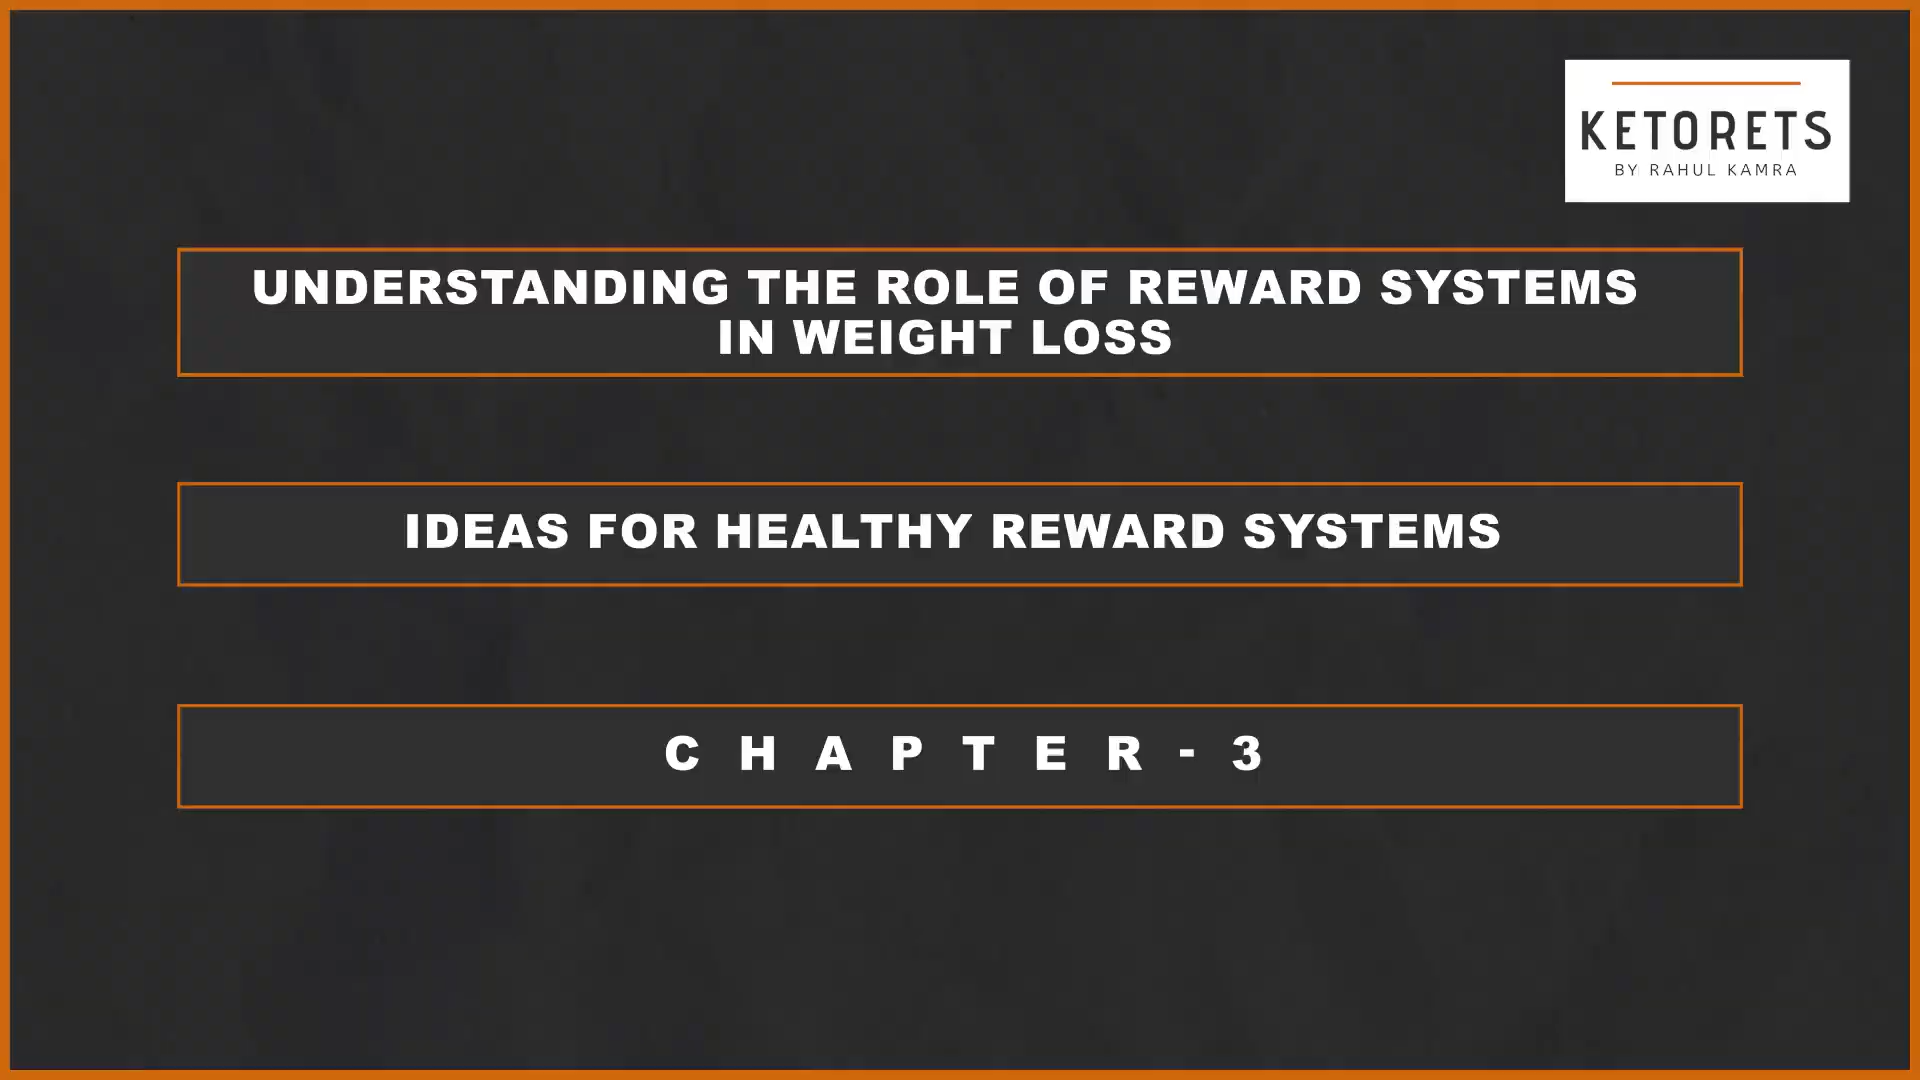 KETORETS
BY RAHUL KAMRA
UNDERSTANDING THE ROLE OF REWARD SYSTEMS
IN WEIGHT LOSS
IDEAS FOR HEALTHY REWARD SYSTEMS
CHAPTER-3